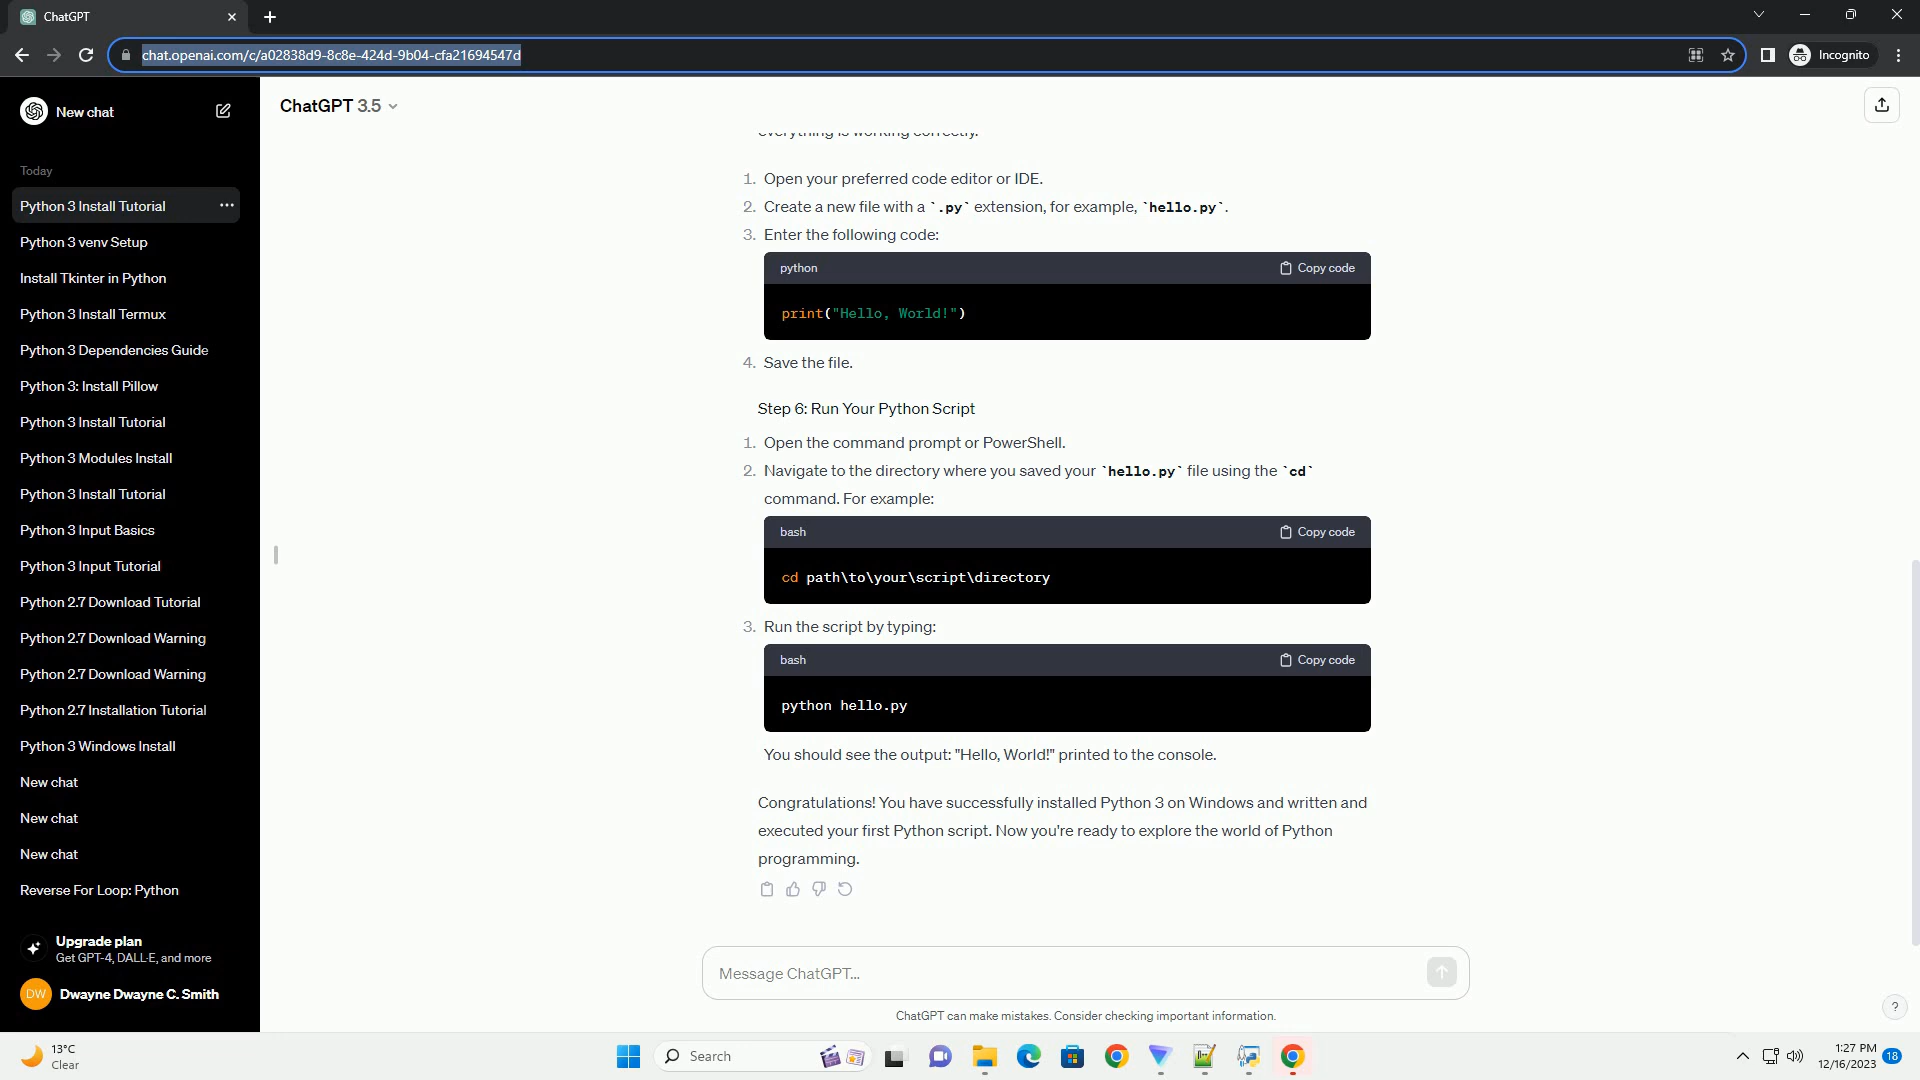 ChatGPT
chat.openai.com/c/a02838d9-8c8e-424d-9b04-cfa21694547d
Incognito
New chat
Today
Python 3 Install Tutorial
Python 3 venv Setup
Install Tkinter in Python
Python 3 Install Termux
Python 3 Dependencies Guide
Python 3: Install Pillow
Python 3 Install Tutorial
Python 3 Modules Install
Python 3 Install Tutorial
Python 3 Input Basics
Python 3 Input Tutorial
Python 2.7 Download Tutorial
Python 2.7 Download Warning
Python 2.7 Download Warning
Python 2.7 Installation Tutorial
Python 3 Windows Install
New chat
New chat
New chat
Reverse For Loop: Python
Upgrade plan
Get GPT-4, DALL·E, and more
DW
Dwayne Dwayne C. Smith
ChatGPT 3.5
everything is working correctly.
1. Open your preferred code editor or IDE.
2. Create a new file with a `.py` extension, for example, `hello.py`.
3. Enter the following code:
python Copy code
print("Hello, World!")
4. Save the file.
Step 6: Run Your Python Script
1. Open the command prompt or PowerShell.
2. Navigate to the directory where you saved your `hello.py` file using the `cd`
command. For example:
bash Copy code
cd path\to\your\script\directory
3. Run the script by typing:
bash Copy code
python hello.py
You should see the output: "Hello, World!" printed to the console.
Congratulations! You have successfully installed Python 3 on Windows and written and
executed your first Python script. Now you're ready to explore the world of Python
programming.
Message ChatGPT...
ChatGPT can make mistakes. Consider checking important information.
?
13°C
Clear
Search
1:27 PM
12/16/2023
18